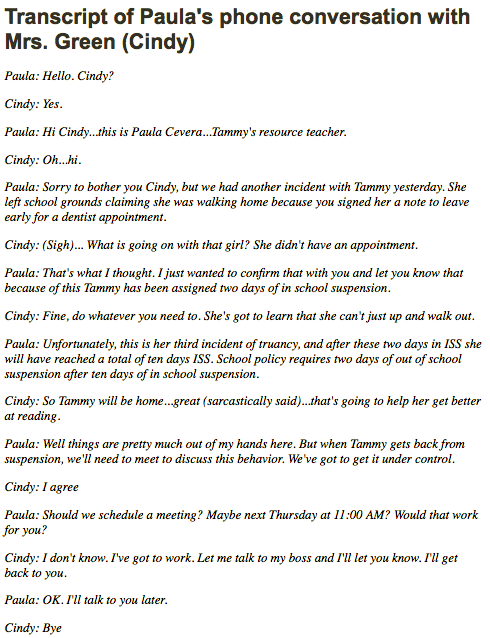 Transcript of Paula's phone conversation with
Mrs. Green (Cindy)
Paula: Hello. Cindy?
Cindy: Yes.
Paula: Hi Cindy...this is Paula Cevera...Tammy's resource teacher.
Cindy: Oh...hi.
Paula: Sorry to bother you Cindy, but we had another incident with Tammy yesterday. She
left school grounds claiming she was walking home because you signed her a note to leave
early for a dentist appointment.
Cindy: (Sigh)... What is going on with that girl? She didn't have an appointment.
Paula: That's what I thought. I just wanted to confirm that with you and let you know that
because of this Tammy has been assigned two days of in school suspension.
Cindy: Fine, do whatever you need to. She's got to learn that she can't just up and walk out.
Paula: Unfortunately, this is her third incident of truancy, and after these two days in ISS she
will have reached a total of ten days ISS. School policy requires two days of out of school
suspension after ten days of in school suspension.
Cindy: So Tammy will be home...great (sarcastically said)...that's going to help her get better
at reading.
Paula: Well things are pretty much out of my hands here. But when Tammy gets back from
suspension, we'll need to meet to discuss this behavior. We've got to get it under control.
Cindy: I agree
Paula: Should we schedule a meeting? Maybe next Thursday at 11:00 AM? Would that work
for you?
Cindy: I don't know. I've got to work. Let me talk to my boss and I'll let you know. I'll get
back to you.
Paula: OK. I'll talk to you later.
Cindy: Bye